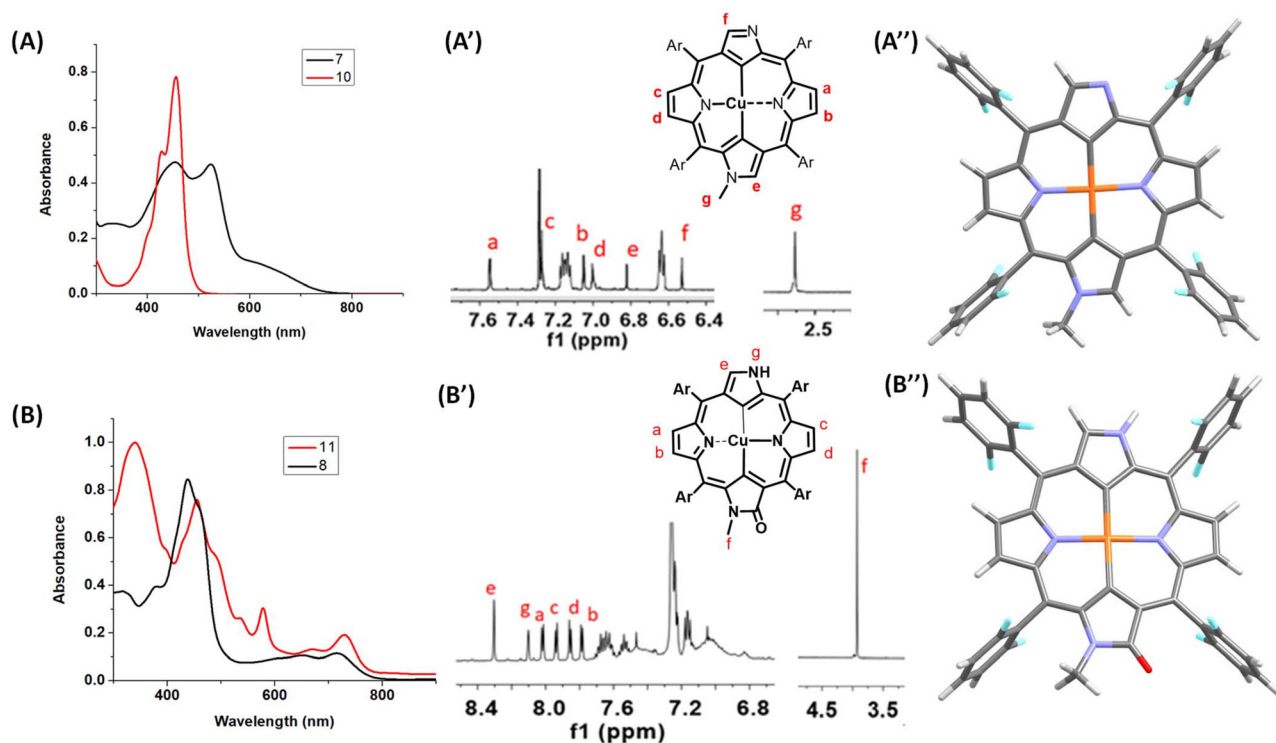 (A)
7
10
0.8
0.6
0.4
0.2
0.0
Absorbance
400 600 800
Wavelength (nm)
(A')
f
N
Ar
Ar
c
d
N
Cu
N
a
b
Ar
Ar
N
g
e
a
c
b
d
e
f
g
7.6 7.4 7.2 7.0 6.8 6.6 6.4
2.5
f1 (ppm)
(A'')
(B)
11
8
1.0
0.8
0.6
0.4
0.2
0.0
Absorbance
400 600 800
Wavelength (nm)
(B')
g
e
NH
Ar
Ar
a
b
N
Cu
N
c
d
Ar
Ar
N
O
f
e
g
a
c
d
b
f
8.4 8.0 7.6 7.2 6.8
4.5 3.5
f1 (ppm)
(B'')